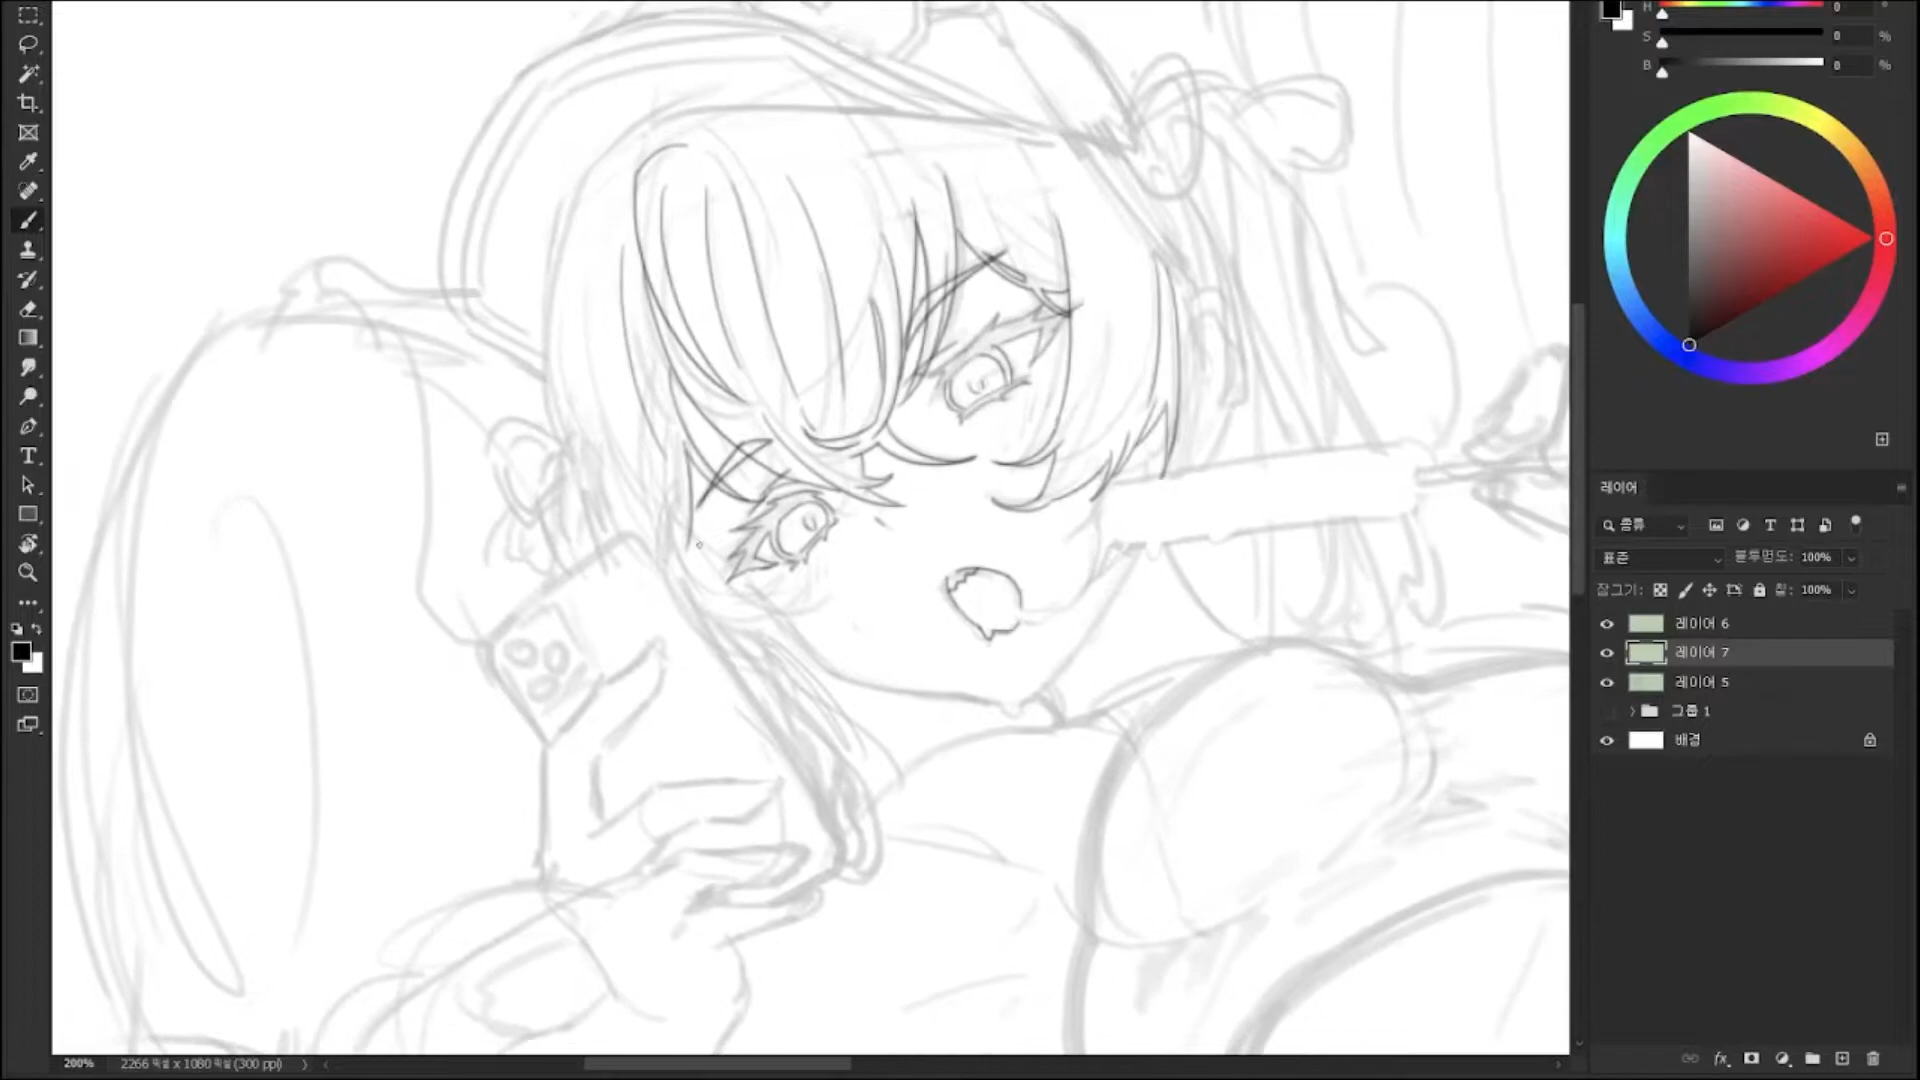 H 0 °
S 0 %
B 0 %
레이어
종류
표준 불투명도: 100%
잠그기: 칠: 100%
레이어 6
레이어 7
레이어 5
그룹 1
배경
fx
T
200% 2266 픽셀 x 1080 픽셀 (300 ppi)